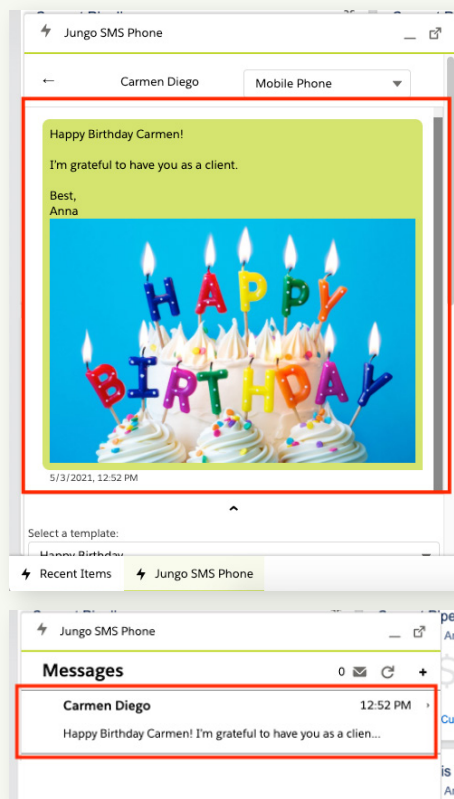 Jungo SMS Phone
Carmen Diego
Mobile Phone
Happy Birthday Carmen!
I'm grateful to have you as a client.
Best,
Anna
HAPPY
BIRTHDAY
5/3/2021, 12:52 PM
Select a template:
Happy Birthday
Recent Items
Jungo SMS Phone
Jungo SMS Phone
Messages
0
Carmen Diego
12:52 PM
Happy Birthday Carmen! I'm grateful to have you as a clien...